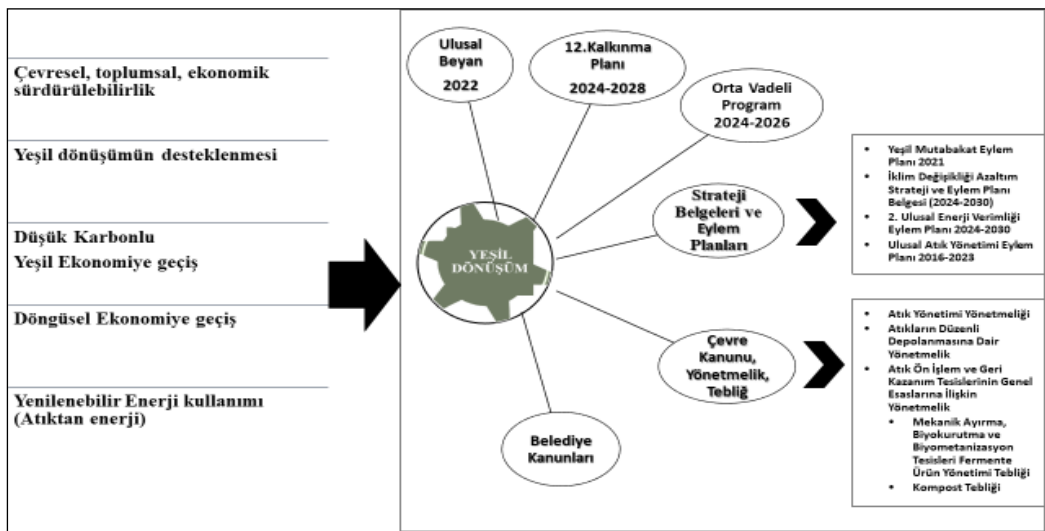 Çevresel, toplumsal, ekonomik
sürdürülebilirlik
Yeşil dönüşümün desteklenmesi
Düşük Karbonlu
Yeşil Ekonomiye geçiş
Döngüsel Ekonomiye geçiş
Yenilenebilir Enerji kullanımı
(Atıktan enerji)
Ulusal
Beyan
2022
12.Kalkınma
Planı
2024-2028
Orta Vadeli
Program
2024-2026
Strateji
Belgeleri ve
Eylem
Planları
YEŞİL
DÖNÜŞÜM
Çevre
Kanunu,
Yönetmelik,
Tebliğ
Belediye
Kanunları
• Yeşil Mutabakat Eylem
Planı 2021
• İklim Değişikliği Azaltım
Strateji ve Eylem Planı
Belgesi (2024-2030)
• 2. Ulusal Enerji Verimliği
Eylem Planı 2024-2030
• Ulusal Atık Yönetimi Eylem
Planı 2016-2023
• Atık Yönetimi Yönetmeliği
• Atıkların Düzenli
Depolanmasına Dair
Yönetmelik
• Atık Ön İşlem ve Geri
Kazanım Tesislerinin Genel
Esaslarına İlişkin
Yönetmelik
• Mekanik Ayırma,
Biyokurutma ve
Biyometanizasyon
Tesisleri Fermente
Ürün Yönetimi Tebliği
• Kompost Tebliği